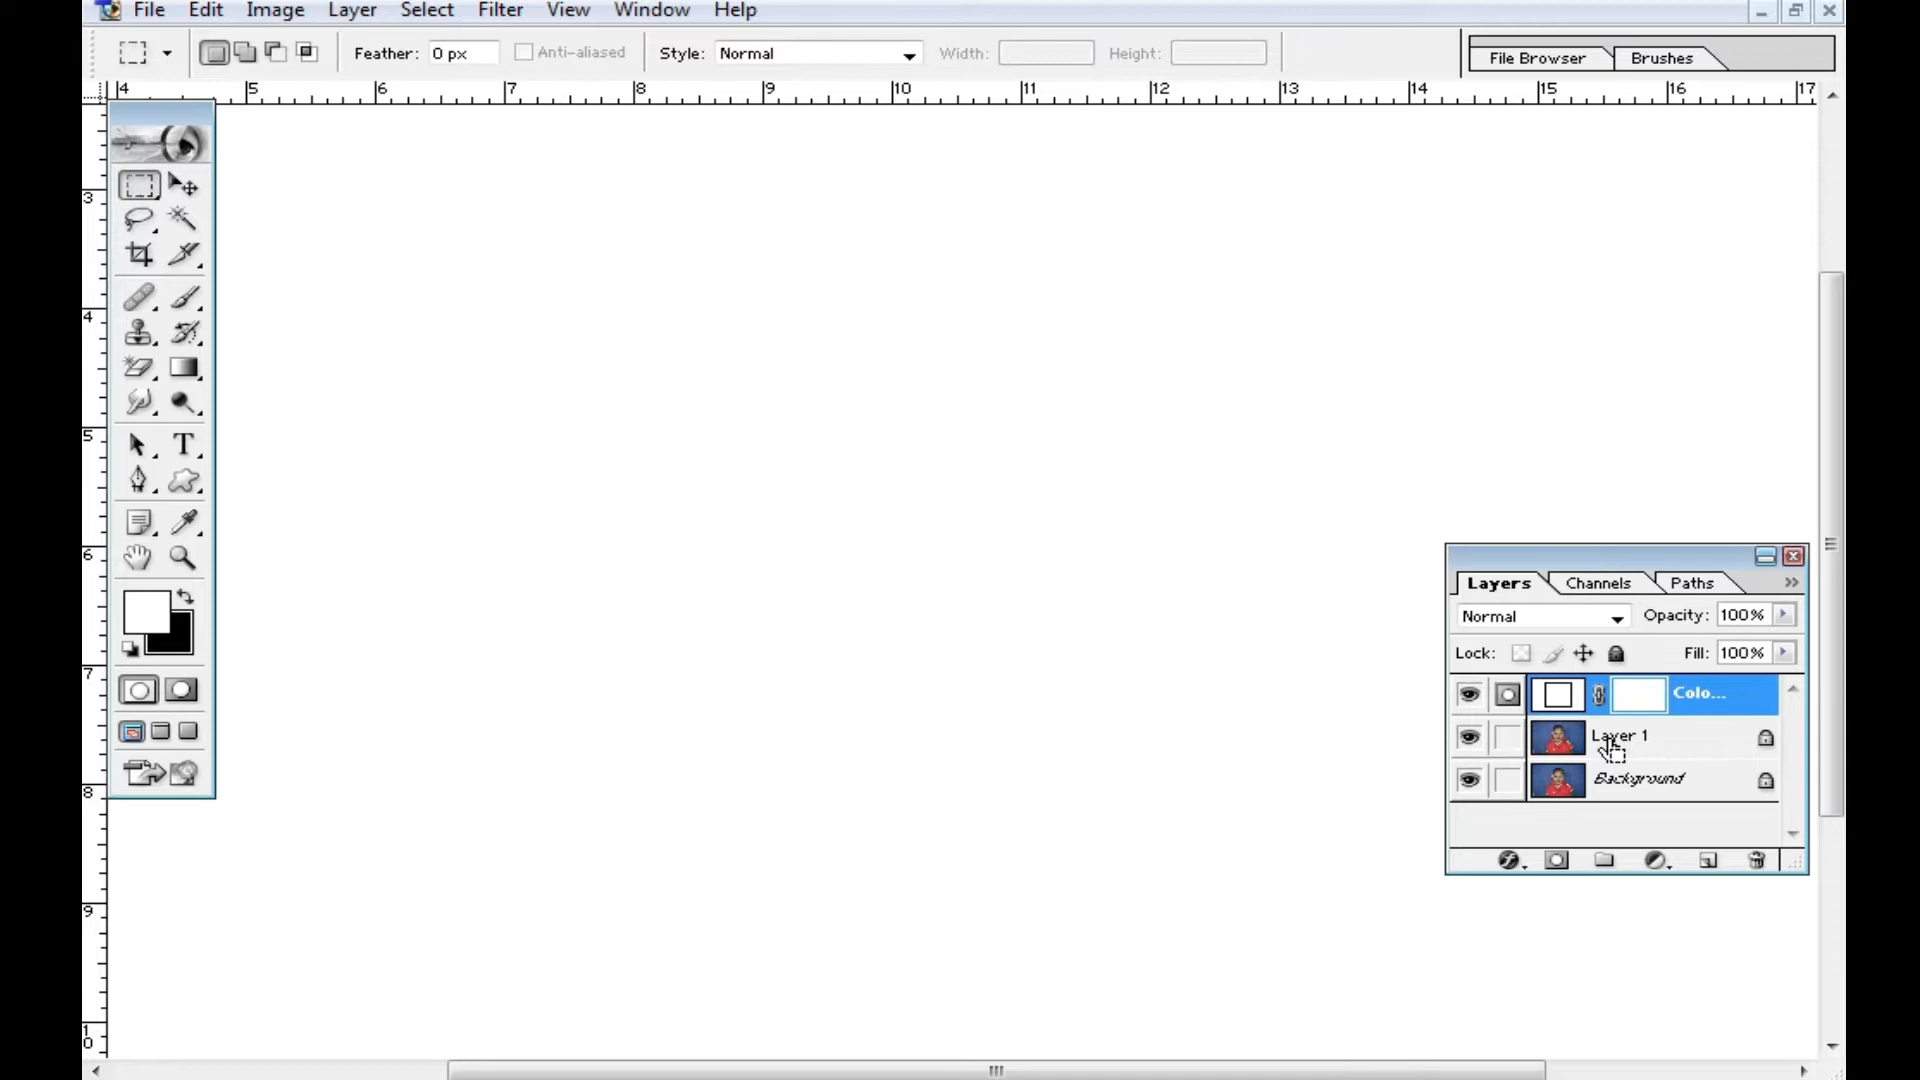 File Edit Image Layer Select Filter View Window Help
Feather: 0 px Anti-aliased Style: Normal Width: Height: File Browser Brushes
4 5 6 7 8 9 10 11 12 13 14 15 16 17
3
4
5
6
7
8
9
10
T
Layers Channels Paths
Normal Opacity: 100%
Lock: Fill: 100%
Colo...
Layer 1
Background